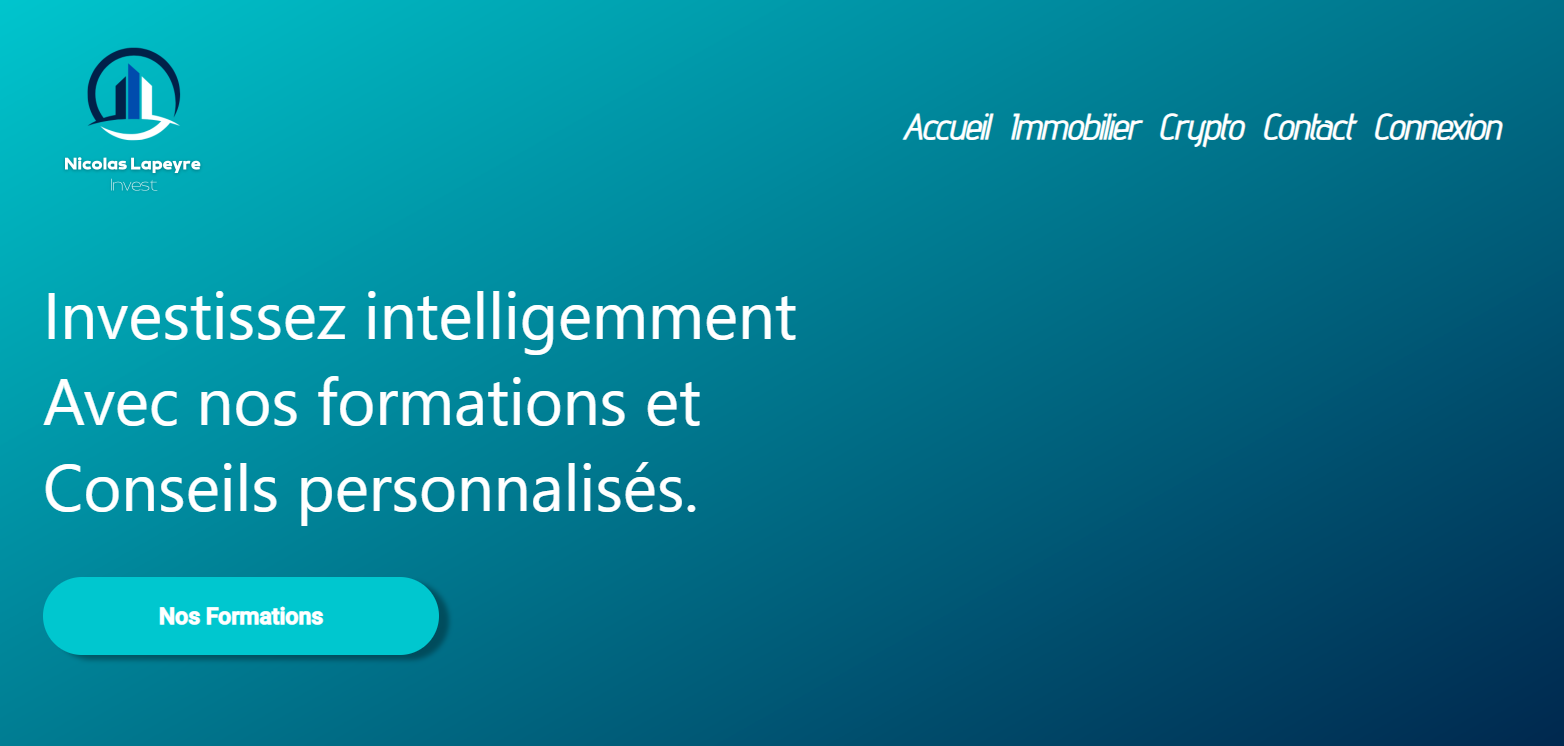 Nicolas Lapeyre
Invest
Accueil Immobilier Crypto Contact Connexion
Investissez intelligemment
Avec nos formations et
Conseils personnalisés.
Nos Formations